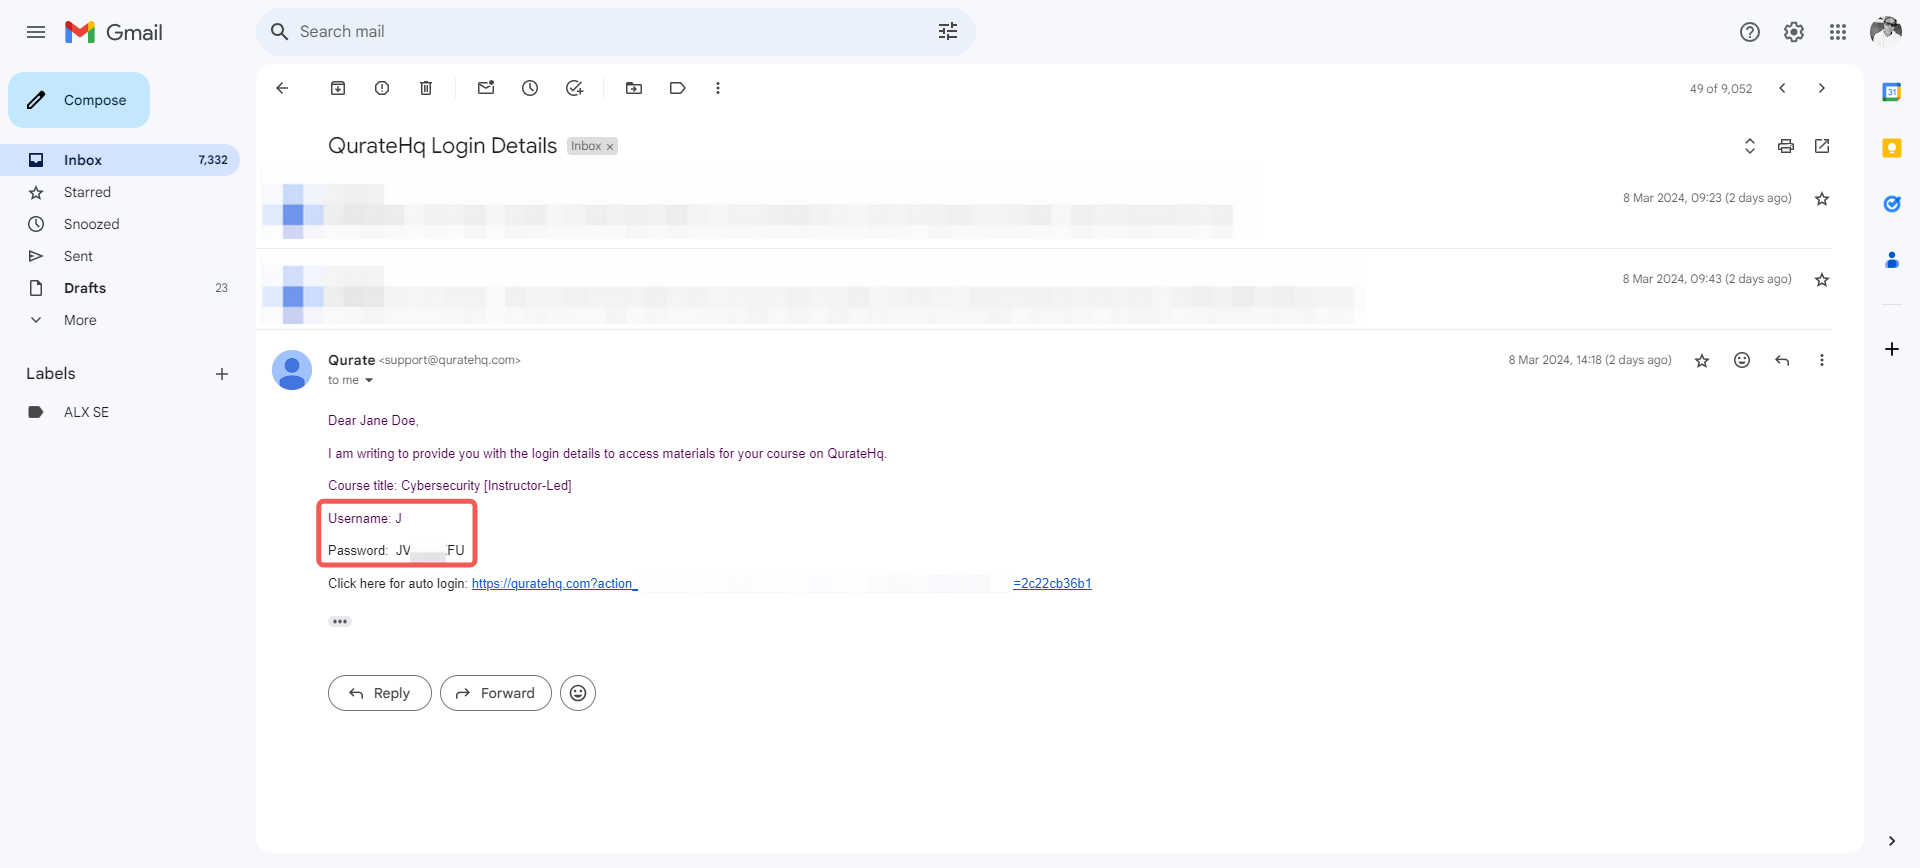 Gmail
Search mail
Compose
49 of 9,052
31
QurateHq Login Details
Inbox ×
Inbox
7,332
Starred
Snoozed
Sent
Drafts
23
More
Labels
ALX SE
8 Mar 2024, 09:23 (2 days ago)
8 Mar 2024, 09:43 (2 days ago)
Qurate <support@quratehq.com>
8 Mar 2024, 14:18 (2 days ago)
to me
Dear Jane Doe,
I am writing to provide you with the login details to access materials for your course on QurateHq.
Course title: Cybersecurity [Instructor-Led]
Username: J
Password: JV FU
Click here for auto login: https://quratehq.com?action_ =2c22cb36b1
Reply
Forward